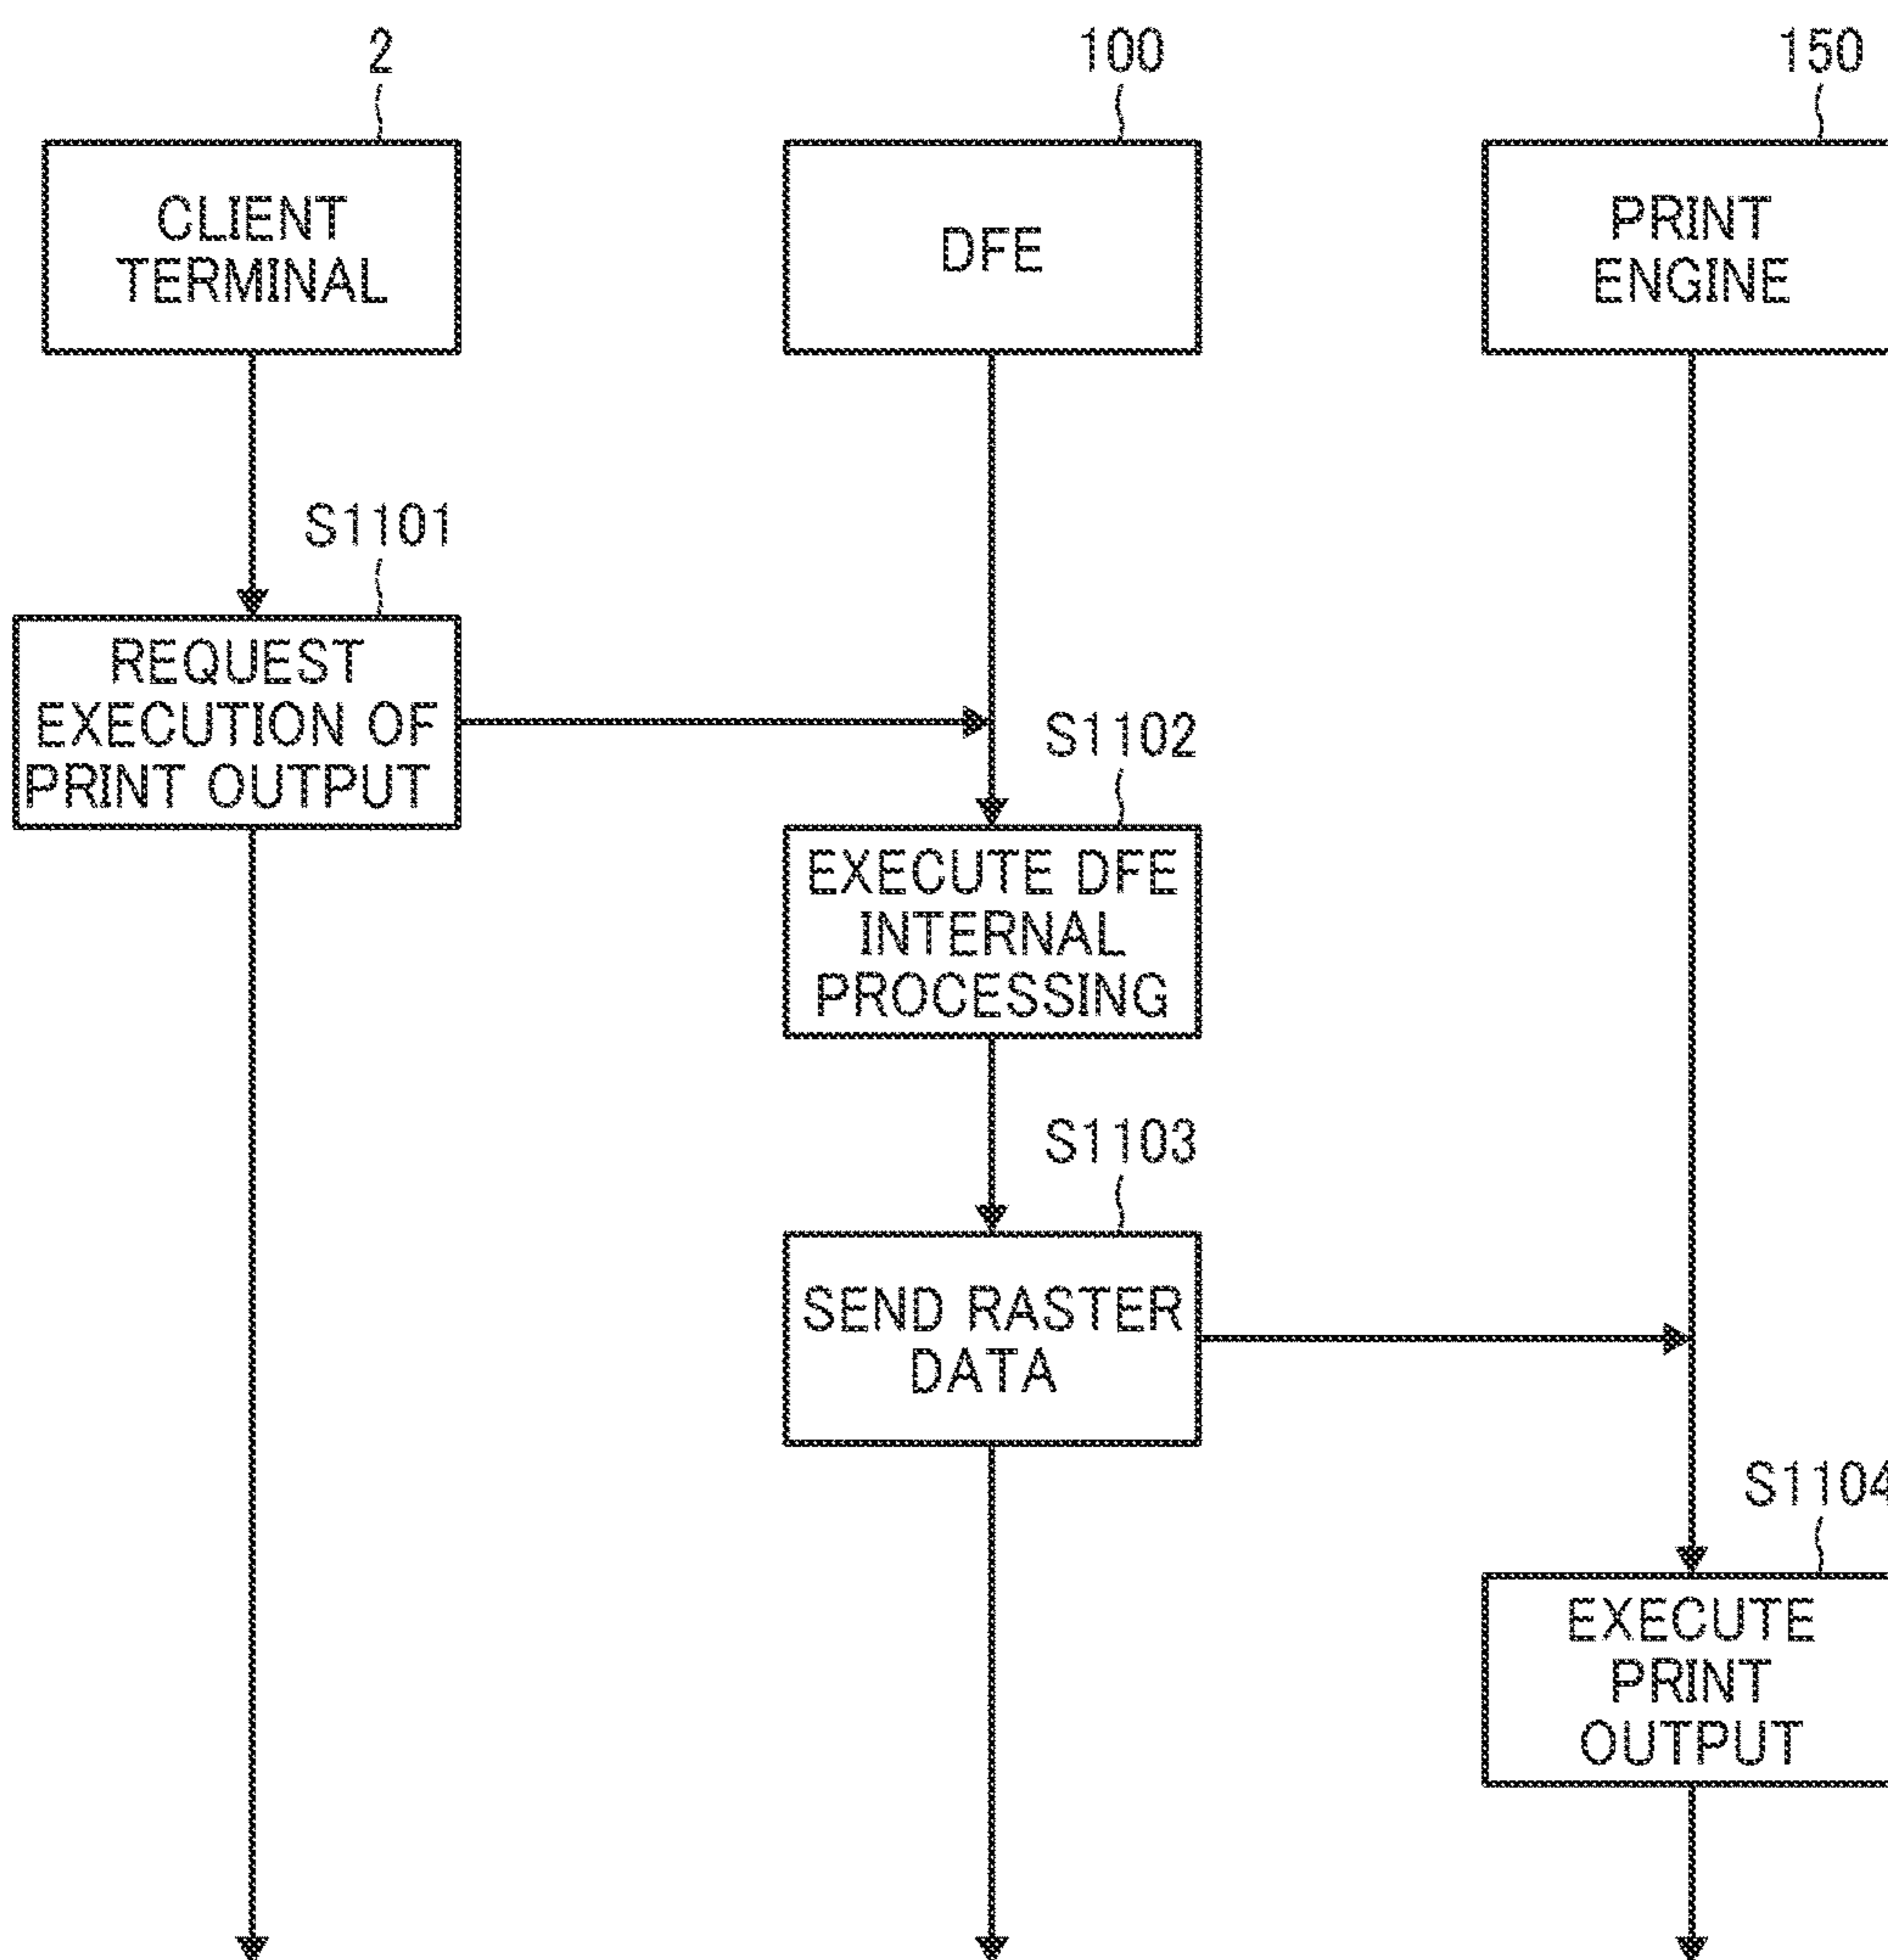 2
100
150
CLIENT
TERMINAL
DFE
PRINT
ENGINE
S1101
REQUEST
EXECUTION OF
PRINT OUTPUT
S1102
EXECUTE DFE
INTERNAL
PROCESSING
S1103
SEND RASTER
DATA
S1104
EXECUTE
PRINT
OUTPUT